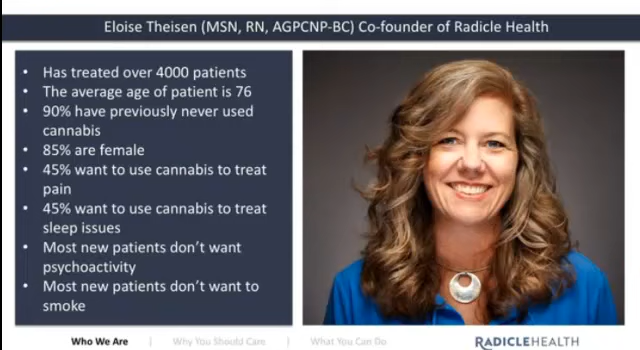 Eloise Theisen (MSN, RN, AGPCNP-BC) Co-founder of Radicle Health
• Has treated over 4000 patients
• The average age of patient is 76
• 90% have previously never used
cannabis
• 85% are female
• 45% want to use cannabis to treat
pain
• 45% want to use cannabis to treat
sleep issues
• Most new patients don't want
psychoactivity
• Most new patients don't want to
smoke
Who We Are | Why You Should Care | What You Can Do
RADICLEHEALTH